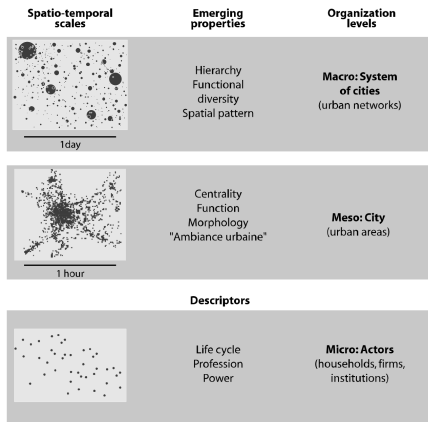 Spatio-temporal
scales
Emerging
properties
Organization
levels
1day
Hierarchy
Functional
diversity
Spatial pattern
Macro: System
of cities
(urban networks)
1 hour
Centrality
Function
Morphology
"Ambiance urbaine"
Meso: City
(urban areas)
Descriptors
Life cycle
Profession
Power
Micro: Actors
(households, firms,
institutions)